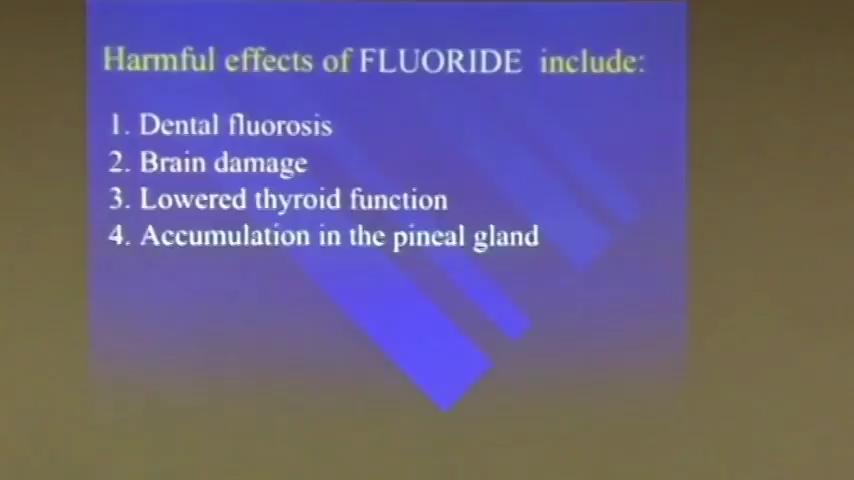 Harmful effects of FLUORIDE include:
1. Dental fluorosis
2. Brain damage
3. Lowered thyroid function
4. Accumulation in the pineal gland